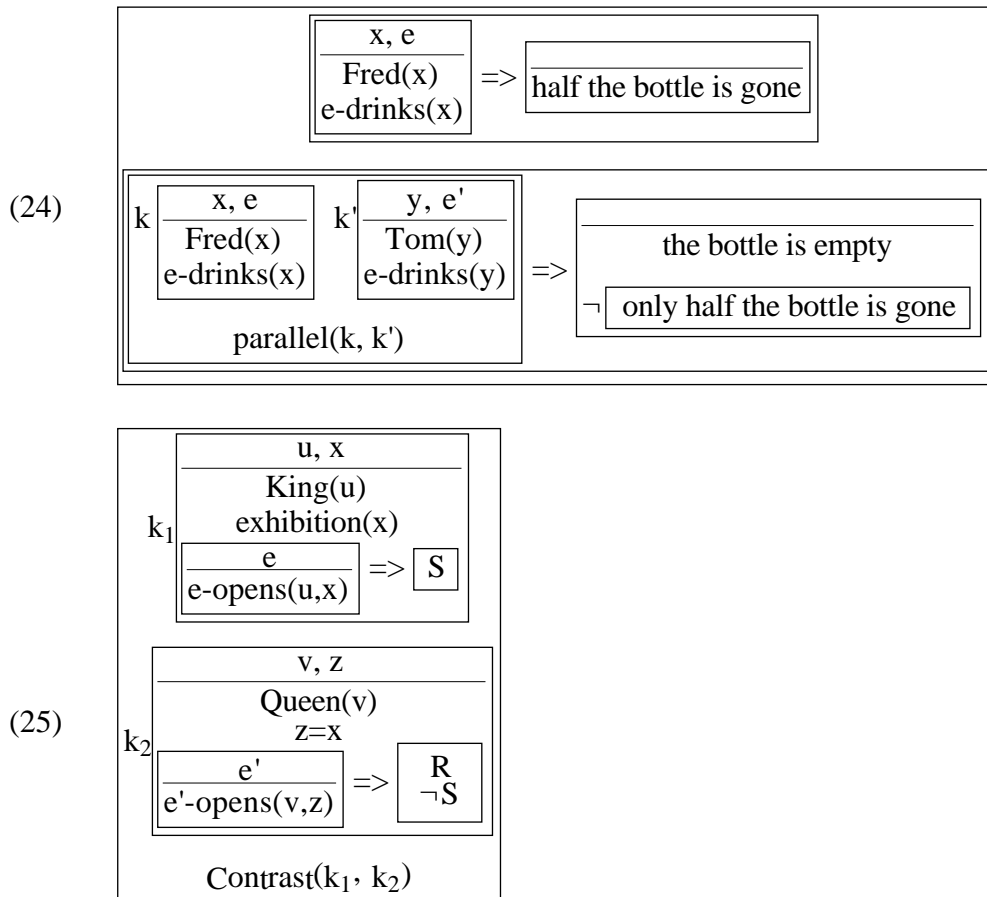 x, e
Fred(x)
e-drinks(x)
=>
half the bottle is gone
(24)
k
x, e
Fred(x)
e-drinks(x)
k'
y, e'
Tom(y)
e-drinks(y)
parallel(k, k')
=>
the bottle is empty
¬ only half the bottle is gone
(25)
k1
u, x
King(u)
exhibition(x)
e
e-opens(u,x)
=>
S
k2
v, z
Queen(v)
z=x
e'
e'-opens(v,z)
=>
R
¬S
Contrast(k1, k2)